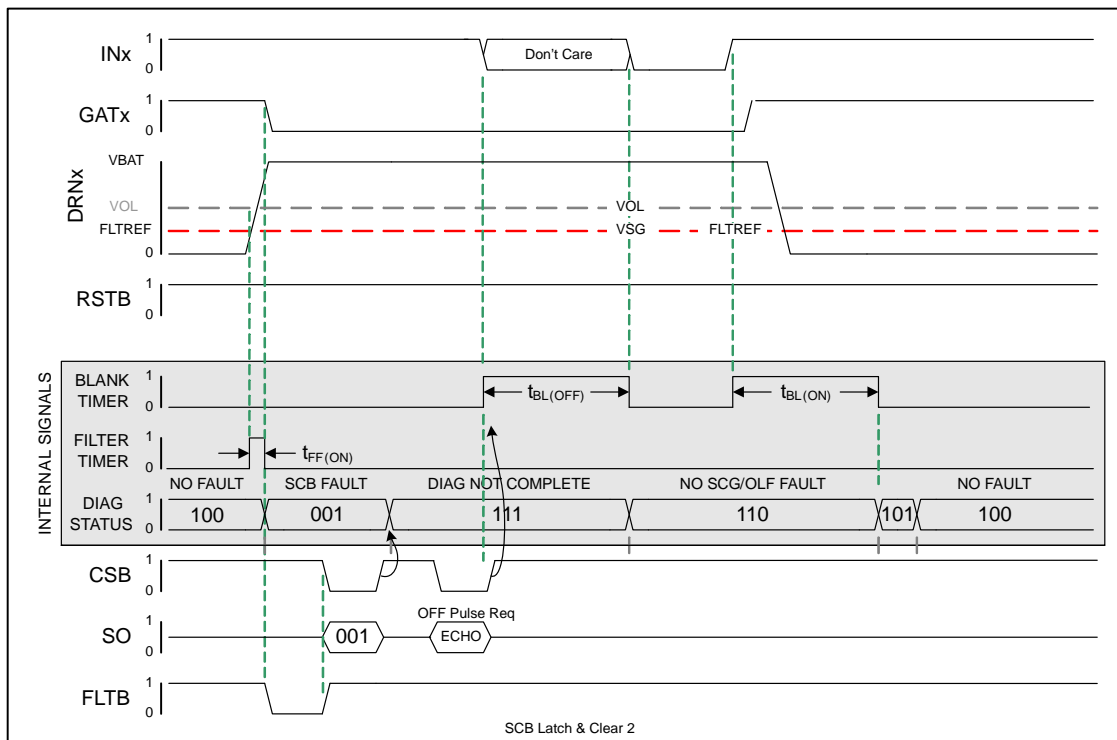 INx
1
0
Don't Care
GATx
1
0
DRNx
VBAT
VOL
VOL
FLTREF
VSG
FLTREF
0
RSTB
1
0
INTERNAL SIGNALS
BLANK TIMER
1
0
tBL(OFF)
tBL(ON)
FILTER TIMER
1
0
tFF(ON)
NO FAULT
SCB FAULT
DIAG NOT COMPLETE
NO SCG/OLF FAULT
NO FAULT
DIAG STATUS
1
0
100
001
111
110
101
100
CSB
1
0
OFF Pulse Req
SO
1
0
001
ECHO
FLTB
1
0
SCB Latch & Clear 2